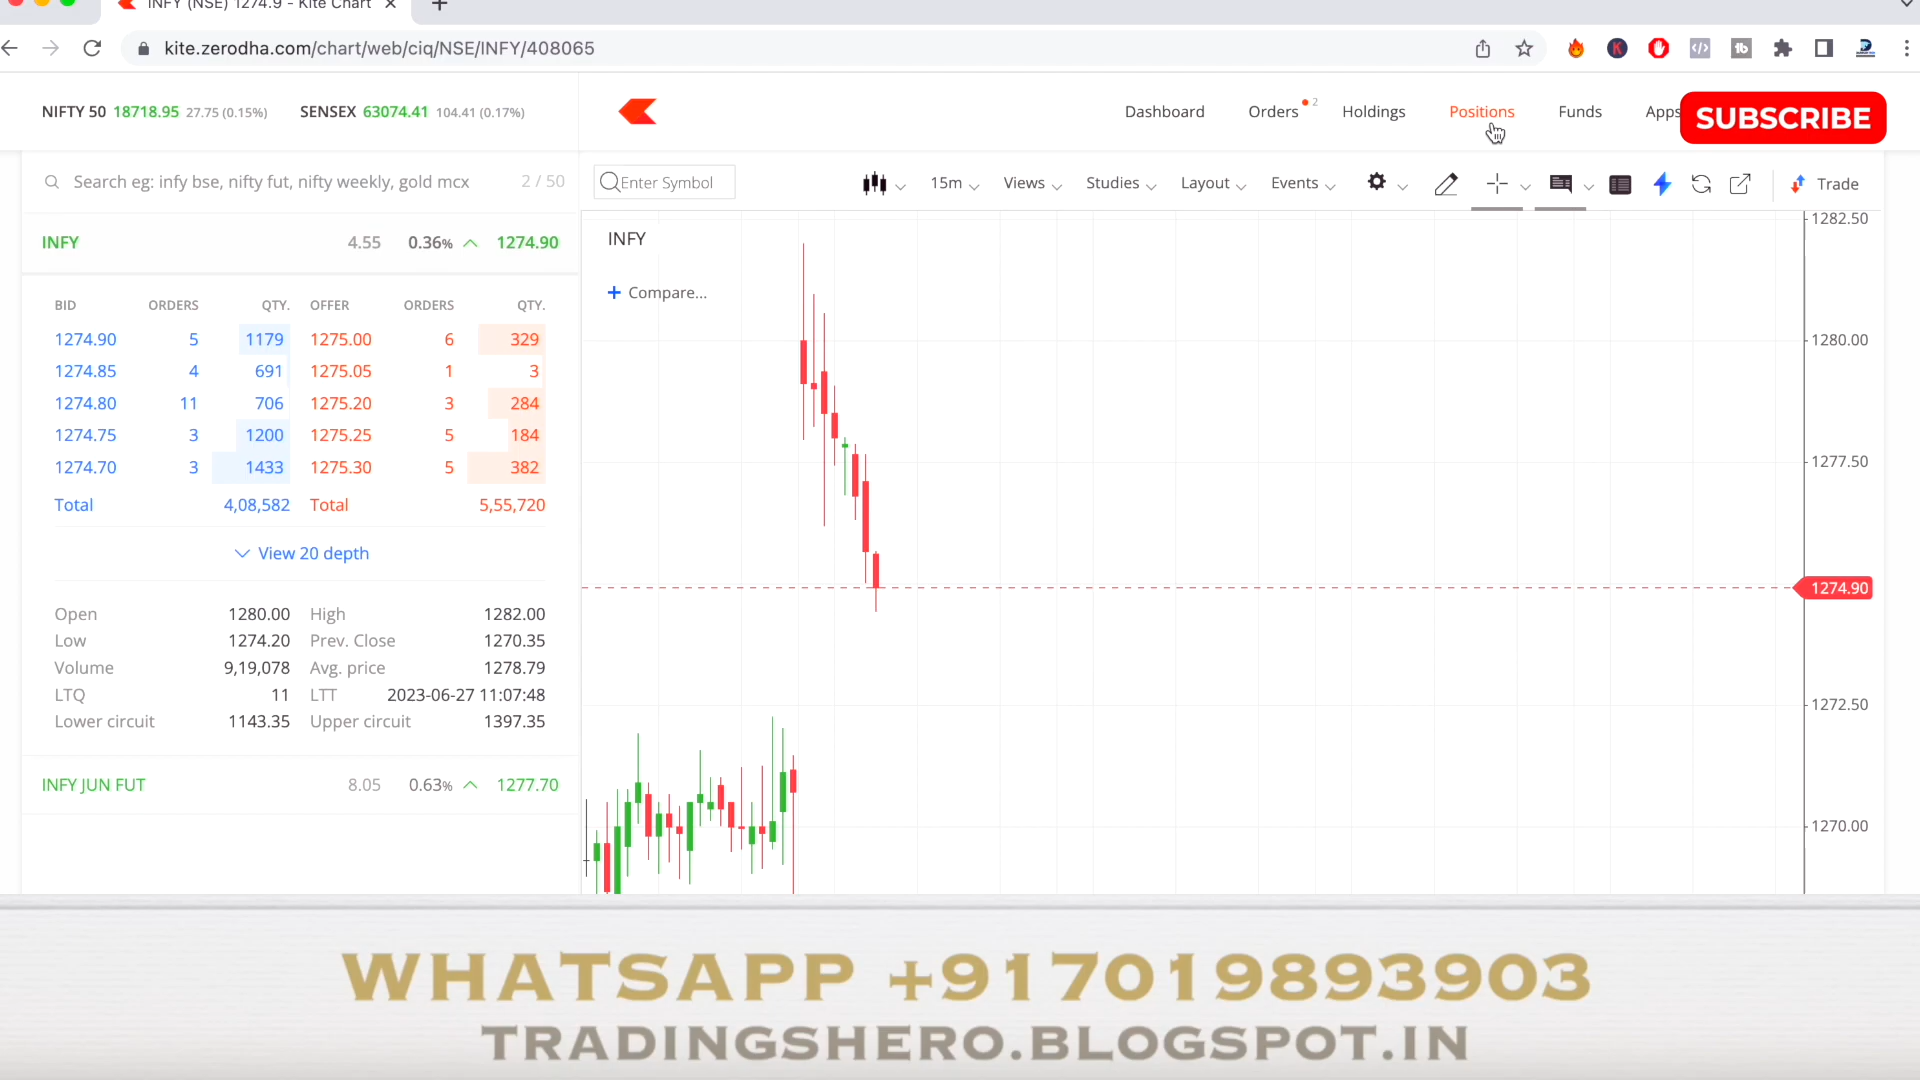 INFY (NSE) 1274.9 - Kite Chart
kite.zerodha.com/chart/web/ciq/NSE/INFY/408065
NIFTY 50 18718.95 27.75 (0.15%) SENSEX 63074.41 104.41 (0.17%)
Dashboard Orders 2 Holdings Positions Funds Apps
SUBSCRIBE
Search eg: infy bse, nifty fut, nifty weekly, gold mcx 2 / 50
Enter Symbol 15m Views Studies Layout Events Trade
INFY 4.55 0.36% 1274.90
BID ORDERS QTY. OFFER ORDERS QTY.
1274.90 5 1179 1275.00 6 329
1274.85 4 691 1275.05 1 3
1274.80 11 706 1275.20 3 284
1274.75 3 1200 1275.25 5 184
1274.70 3 1433 1275.30 5 382
Total 4,08,582 Total 5,55,720
View 20 depth
Open 1280.00 High 1282.00
Low 1274.20 Prev. Close 1270.35
Volume 9,19,078 Avg. price 1278.79
LTQ 11 LTT 2023-06-27 11:07:48
Lower circuit 1143.35 Upper circuit 1397.35
INFY JUN FUT 8.05 0.63% 1277.70
INFY
+ Compare...
1282.50
1280.00
1277.50
1274.90
1272.50
1270.00
WHATSAPP +917019893903
TRADINGSHERO.BLOGSPOT.IN